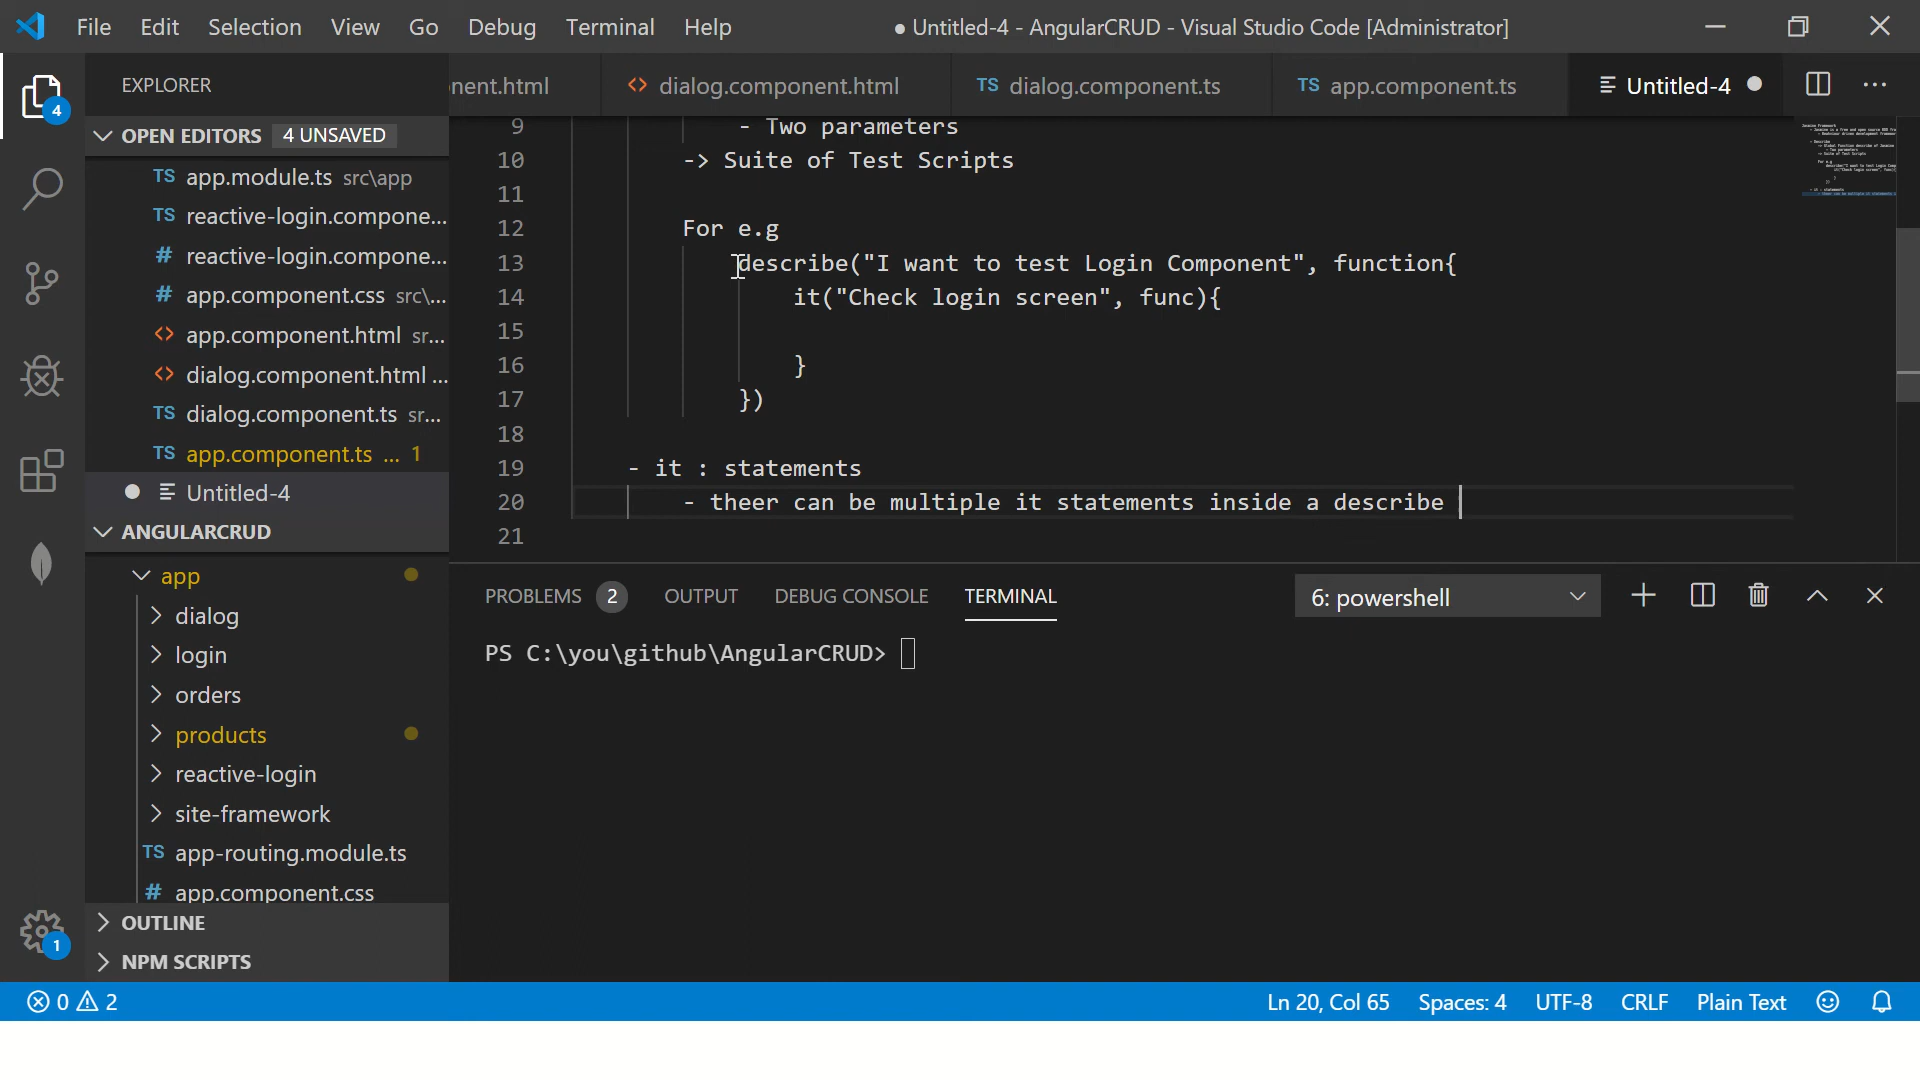 File Edit Selection View Go Debug Terminal Help
● Untitled-4 - AngularCRUD - Visual Studio Code [Administrator]
EXPLORER
nent.html
<> dialog.component.html
TS dialog.component.ts
TS app.component.ts
Untitled-4
OPEN EDITORS 4 UNSAVED
TS app.module.ts src\app
TS reactive-login.compone...
# reactive-login.compone...
# app.component.css src\...
<> app.component.html sr...
<> dialog.component.html ...
TS dialog.component.ts sr...
TS app.component.ts ... 1
● Untitled-4
ANGULARCRUD
app
dialog
login
orders
products
reactive-login
site-framework
TS app-routing.module.ts
# app.component.css
OUTLINE
NPM SCRIPTS
4
1
9 - Two parameters
10 -> Suite of Test Scripts
11
12 For e.g
13 describe("I want to test Login Component", function{
14 it("Check login screen", func){
15
16 }
17 })
18
19 - it : statements
20 - theer can be multiple it statements inside a describe
21
PROBLEMS 2 OUTPUT DEBUG CONSOLE TERMINAL
6: powershell
PS C:\you\github\AngularCRUD>
0 2
Ln 20, Col 65 Spaces: 4 UTF-8 CRLF Plain Text